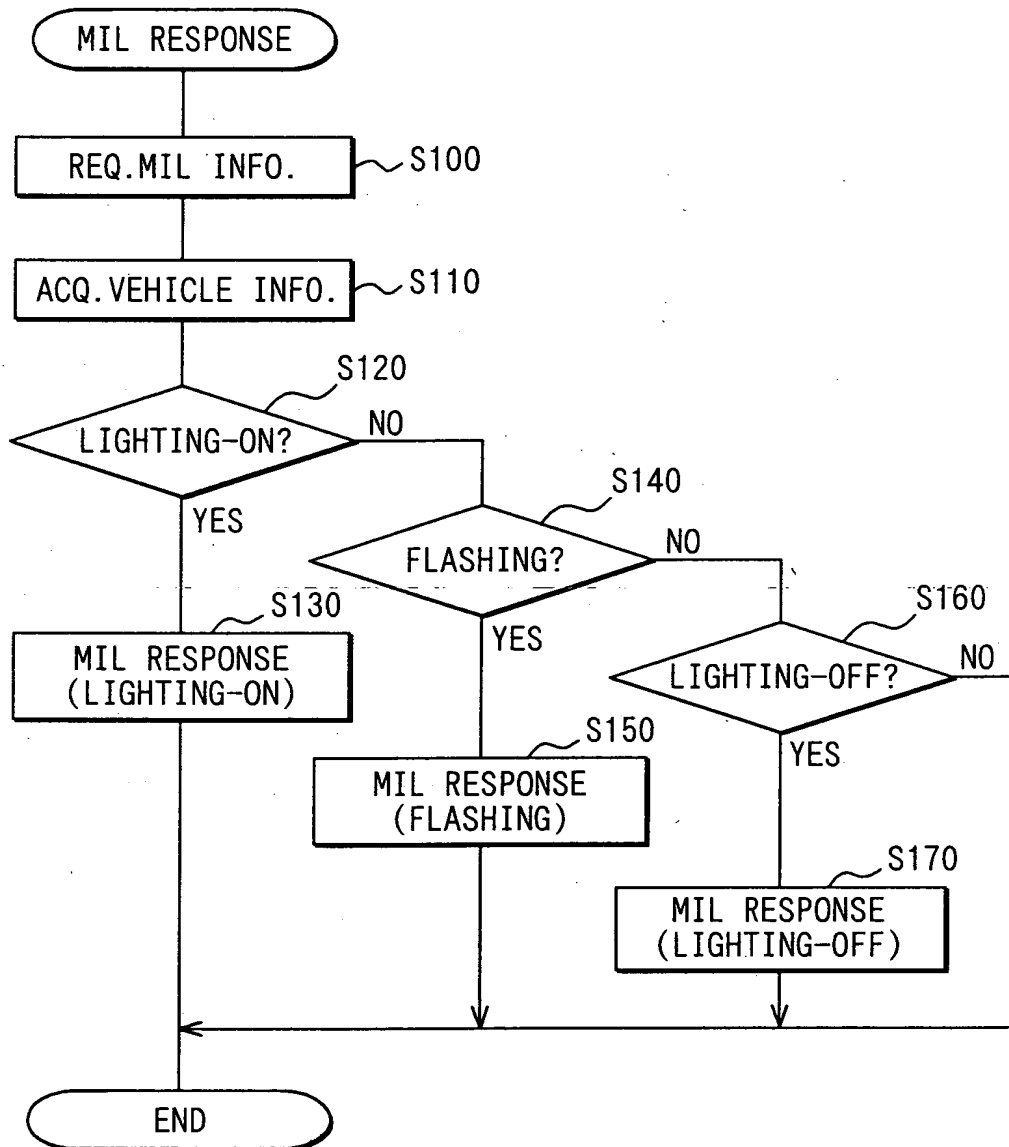 MIL RESPONSE
REQ.MIL INFO.
S100
ACQ.VEHICLE INFO.
S110
S120
LIGHTING-ON?
NO
YES
S140
FLASHING?
NO
YES
S130
MIL RESPONSE
(LIGHTING-ON)
S160
LIGHTING-OFF?
NO
YES
S150
MIL RESPONSE
(FLASHING)
S170
MIL RESPONSE
(LIGHTING-OFF)
END